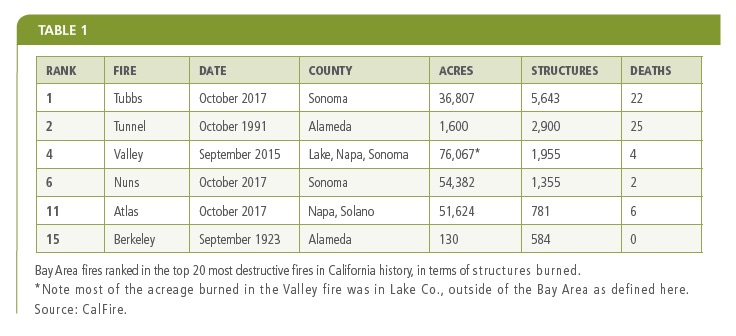 TABLE 1
RANK FIRE DATE COUNTY ACRES STRUCTURES DEATHS
1 Tubbs October 2017 Sonoma 36,807 5,643 22
2 Tunnel October 1991 Alameda 1,600 2,900 25
4 Valley September 2015 Lake, Napa, Sonoma 76,067* 1,955 4
6 Nuns October 2017 Sonoma 54,382 1,355 2
11 Atlas October 2017 Napa, Solano 51,624 781 6
15 Berkeley September 1923 Alameda 130 584 0
Bay Area fires ranked in the top 20 most destructive fires in California history, in terms of structures burned.
*Note most of the acreage burned in the Valley fire was in Lake Co., outside of the Bay Area as defined here.
Source: CalFire.